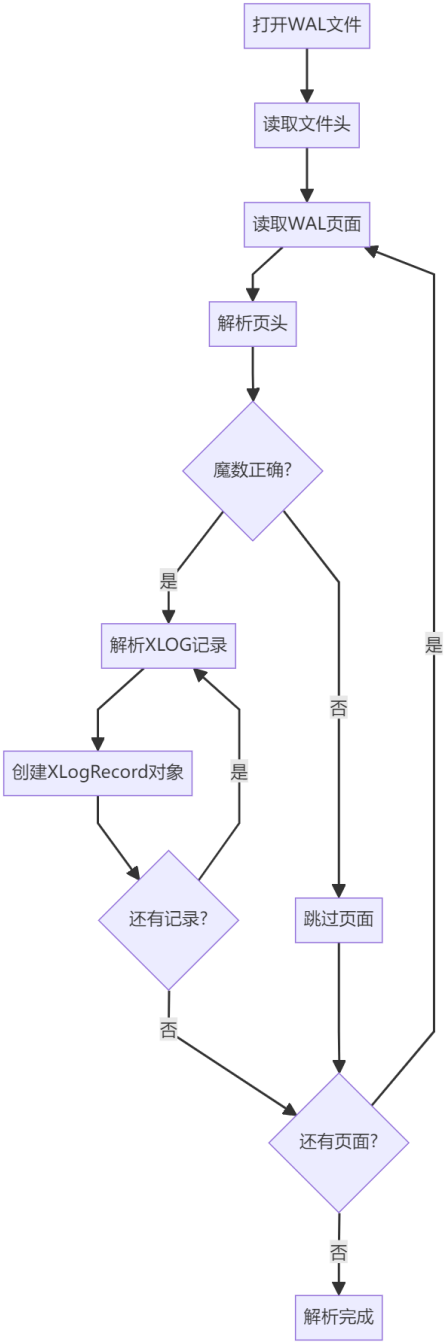 打开WAL文件
读取文件头
读取WAL页面
解析页头
魔数正确?
是
解析XLOG记录
是
否
创建XLogRecord对象
是
还有记录?
跳过页面
否
还有页面?
否
解析完成